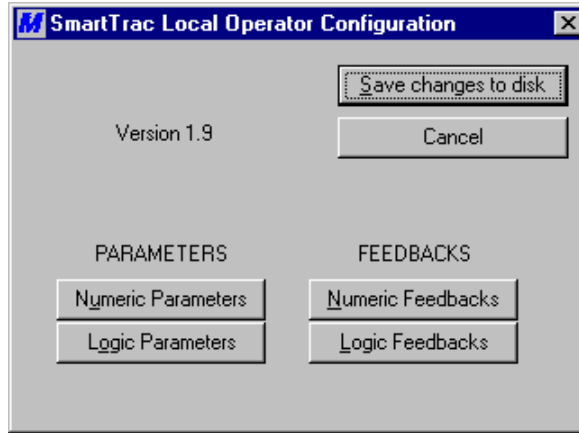 SmartTrac Local Operator Configuration
Save changes to disk
Version 1.9
Cancel
PARAMETERS
FEEDBACKS
Numeric Parameters
Numeric Feedbacks
Logic Parameters
Logic Feedbacks